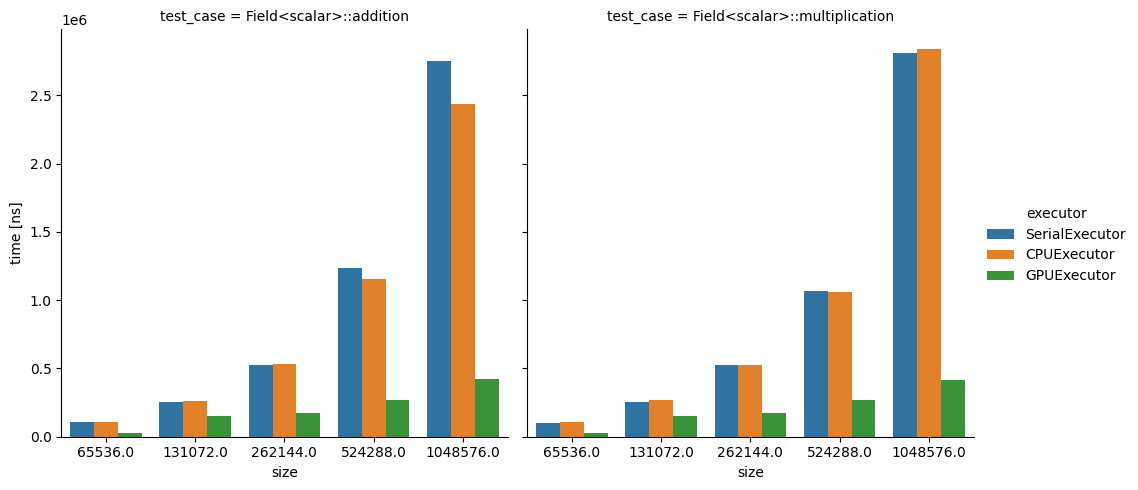 test_case = Field<scalar>::addition
test_case = Field<scalar>::multiplication
1e6
2.5
2.0
1.5
1.0
0.5
0.0
time [ns]
65536.0 131072.0 262144.0 524288.0 1048576.0
size
65536.0 131072.0 262144.0 524288.0 1048576.0
size
executor
SerialExecutor
CPUExecutor
GPUExecutor